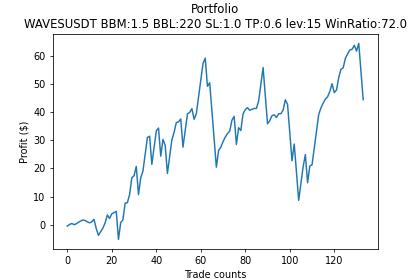 Portfolio
WAVESUSDT BBM:1.5 BBL:220 SL:1.0 TP:0.6 lev:15 WinRatio:72.0
60
50
40
30
20
10
0
Profit ($)
0 20 40 60 80 100 120
Trade counts